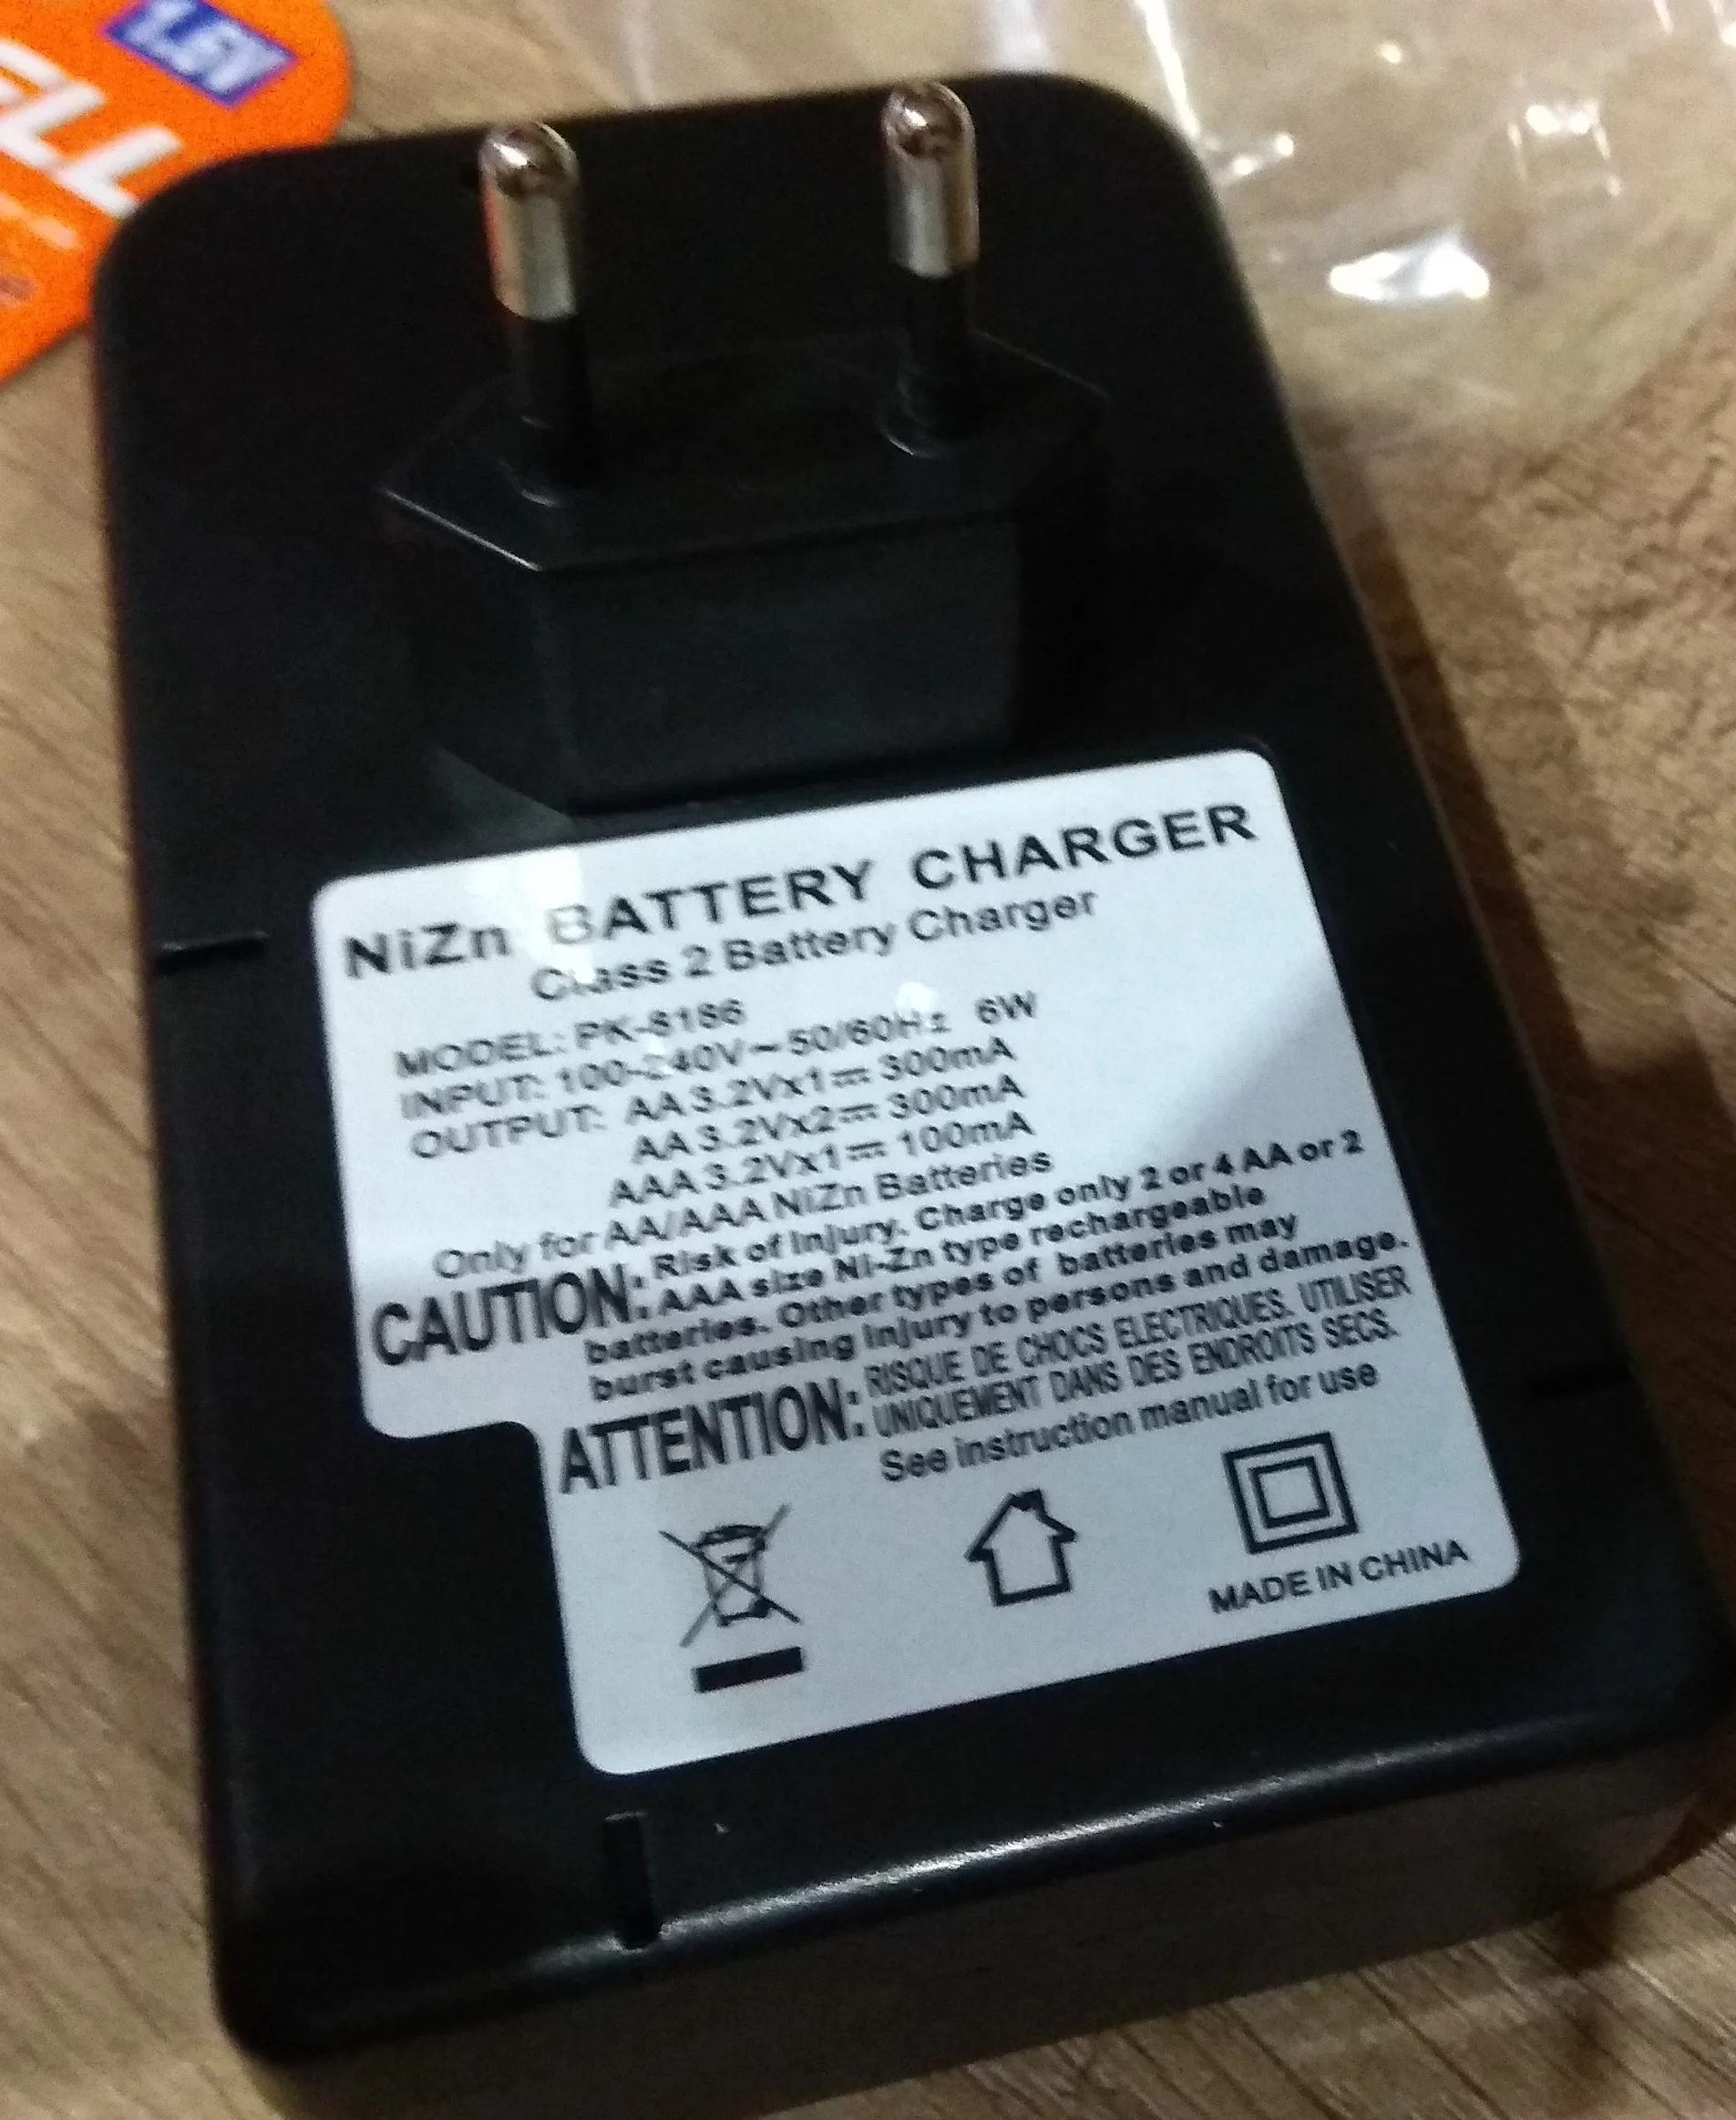 1.6V
ELL
NiZn BATTERY CHARGER
Class 2 Battery Charger
MODEL: PK-8186
INPUT: 100-240V~50/60Hz 6W
OUTPUT: AA 3.2Vx1⎓300mA
AA 3.2Vx2⎓300mA
AAA 3.2Vx1⎓100mA
Only for AA/AAA NiZn Batteries
CAUTION: Risk of Injury. Charge only 2 or 4 AA or 2
AAA size Ni-Zn type rechargeable
batteries. Other types of batteries may
burst causing injury to persons and damage.
ATTENTION: RISQUE DE CHOCS ELECTRIQUES. UTILISER
UNIQUEMENT DANS DES ENDROITS SECS.
See instruction manual for use
MADE IN CHINA